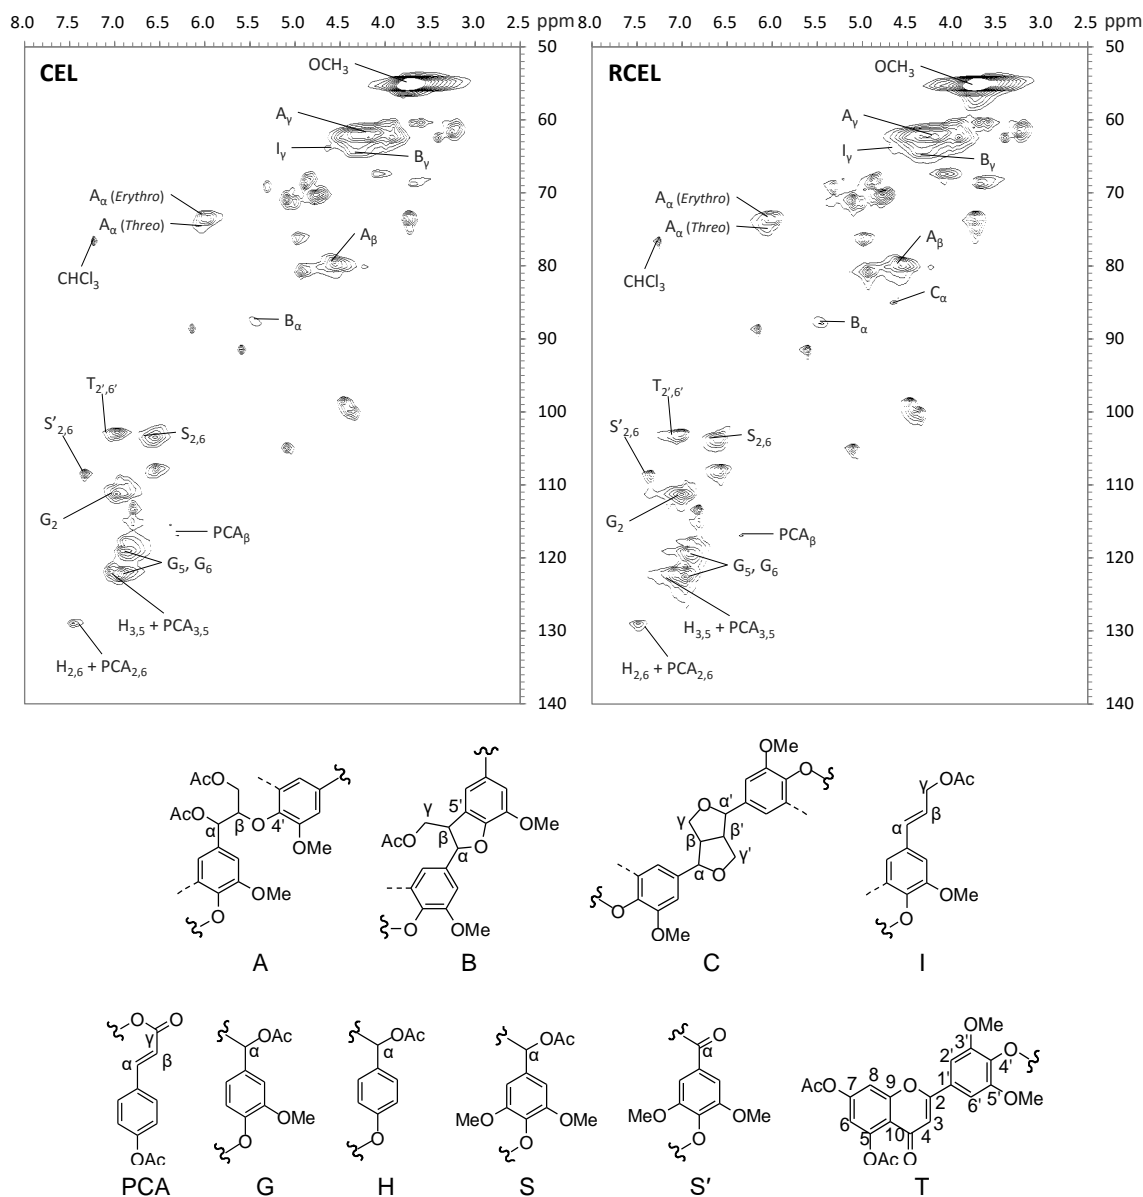 8.0 7.5 7.0 6.5 6.0 5.5 5.0 4.5 4.0 3.5 3.0 2.5 ppm
CEL
OCH3
Aγ
Iγ
Bγ
Aα (Erythro)
Aα (Threo)
Aβ
CHCl3
Bα
T2',6'
S'2,6
S2,6
G2
PCAβ
G5, G6
H3,5 + PCA3,5
H2,6 + PCA2,6
50
60
70
80
90
100
110
120
130
140
8.0 7.5 7.0 6.5 6.0 5.5 5.0 4.5 4.0 3.5 3.0 2.5 ppm
RCEL
OCH3
Aγ
Iγ
Bγ
Aα (Erythro)
Aα (Threo)
Aβ
CHCl3
Cα
Bα
T2',6'
S'2,6
S2,6
G2
PCAβ
G5, G6
H3,5 + PCA3,5
H2,6 + PCA2,6
50
60
70
80
90
100
110
120
130
140
AcO
AcO
α
β
O
4'
OMe
OMe
O
A
γ
5'
AcO
β
α
O
OMe
O
OMe
B
OMe
O
O
α'
γ
β'
β
γ'
α
O
O
OMe
C
γ
OAc
α
β
OMe
O
I
O
O
γ
α
β
OAc
PCA
OAc
α
OMe
O
G
OAc
α
O
H
OAc
α
MeO
OMe
O
S
O
α
MeO
OMe
O
S'
OMe
3'
O
2'
4'
8
9
O
1'
AcO
7
2
5'
OMe
6'
6
10
3
5
4
AcO
O
T